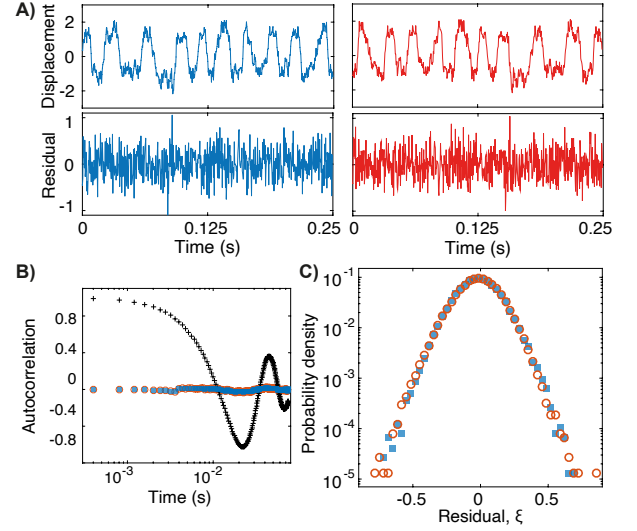 A)
Displacement
2
0
-2
Residual
1
0
-1
0 0.125 0.25 0 0.125 0.25
Time (s) Time (s)
B) C)
Autocorrelation
0.8
0.4
0
-0.4
-0.8
10-3 10-2
Time (s)
Probability density
10-1
10-2
10-3
10-4
10-5
-0.5 0 0.5
Residual, ξ